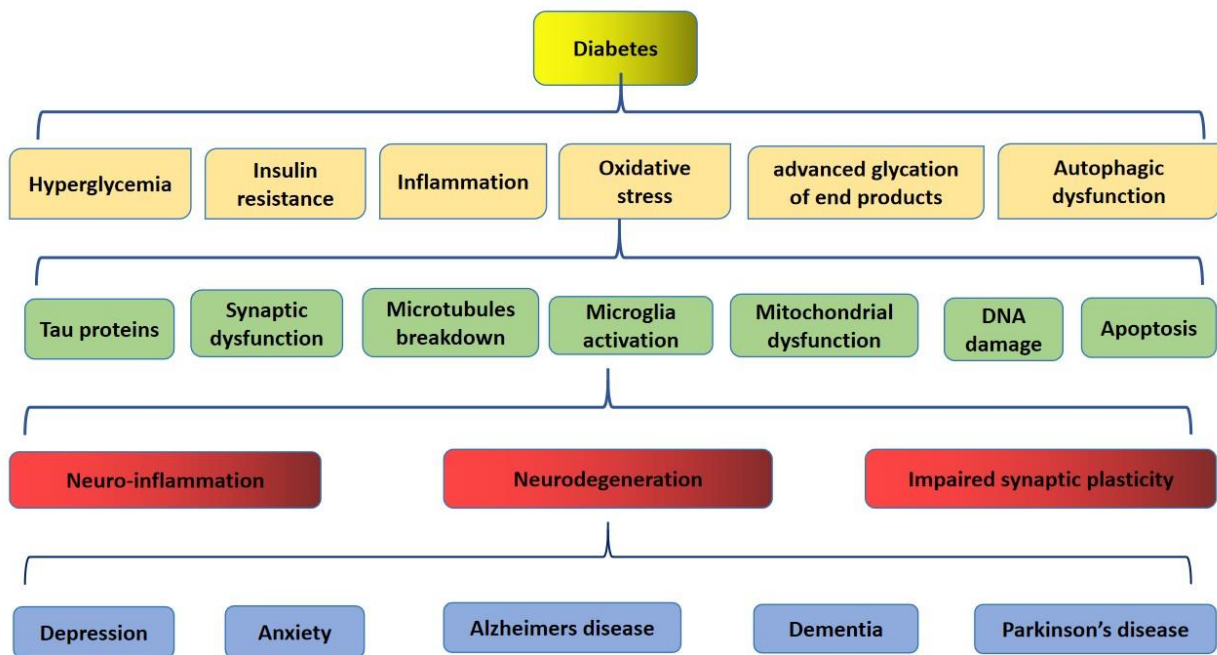 Diabetes
Hyperglycemia
Insulin
resistance
Inflammation
Oxidative
stress
advanced glycation
of end products
Autophagic
dysfunction
Tau proteins
Synaptic
dysfunction
Microtubules
breakdown
Microglia
activation
Mitochondrial
dysfunction
DNA
damage
Apoptosis
Neuro-inflammation
Neurodegeneration
Impaired synaptic plasticity
Depression
Anxiety
Alzheimers disease
Dementia
Parkinson’s disease